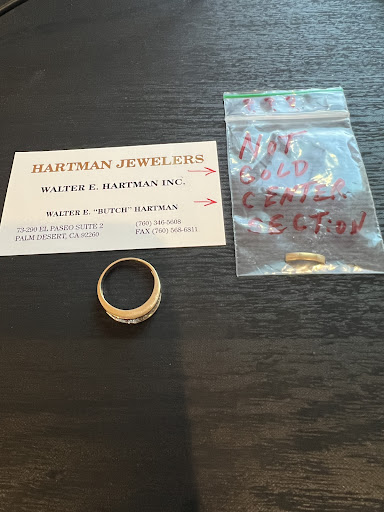 HARTMAN JEWELERS
WALTER E. HARTMAN INC.
WALTER E. "BUTCH" HARTMAN
73-290 EL PASEO SUITE 2
(760) 346-5608
PALM DESERT, CA 92260
FAX (760) 568-6811
NOT
GOLD
CENTER
SECTION